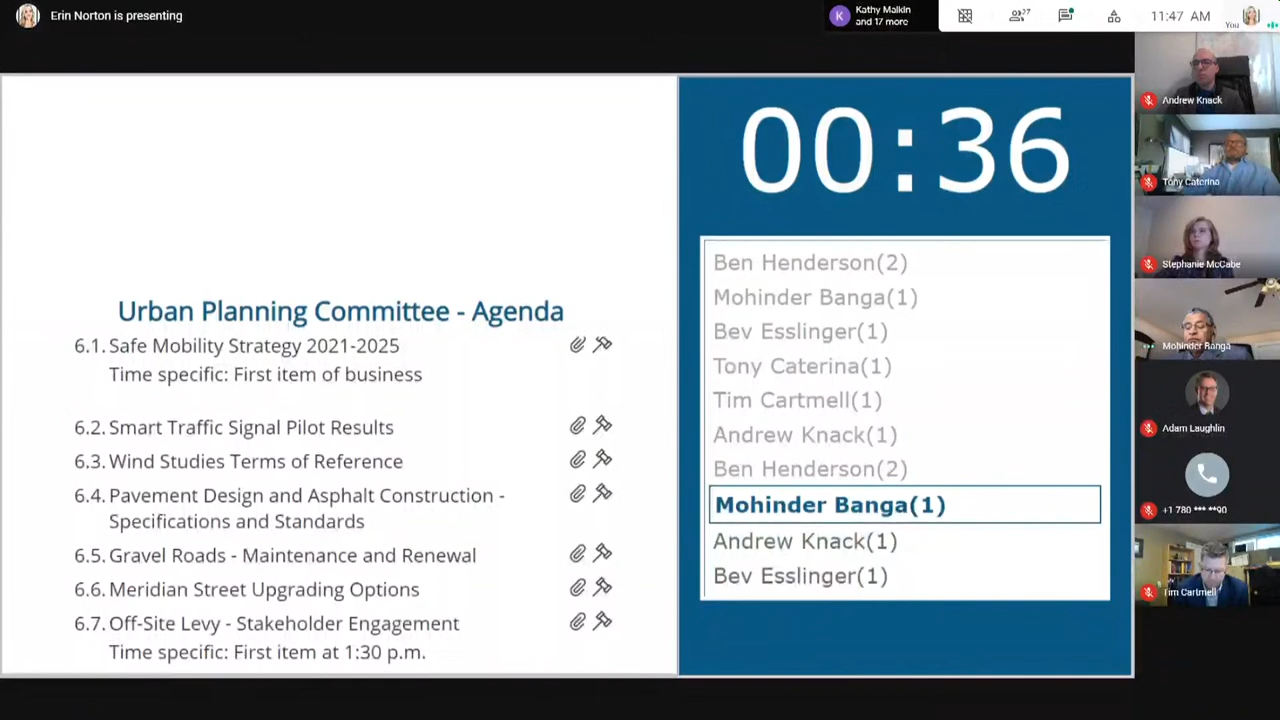 Erin Norton is presenting
K
Kathy Malkin
and 17 more
27
11:47 AM
You
Urban Planning Committee - Agenda
6.1. Safe Mobility Strategy 2021-2025
Time specific: First item of business
6.2. Smart Traffic Signal Pilot Results
6.3. Wind Studies Terms of Reference
6.4. Pavement Design and Asphalt Construction -
Specifications and Standards
6.5. Gravel Roads - Maintenance and Renewal
6.6. Meridian Street Upgrading Options
6.7. Off-Site Levy - Stakeholder Engagement
Time specific: First item at 1:30 p.m.
00:36
Ben Henderson(2)
Mohinder Banga(1)
Bev Esslinger(1)
Tony Caterina(1)
Tim Cartmell(1)
Andrew Knack(1)
Ben Henderson(2)
Mohinder Banga(1)
Andrew Knack(1)
Bev Esslinger(1)
Andrew Knack
Tony Caterina
Stephanie McCabe
Mohinder Banga
Adam Laughlin
+1 780 *** **90
Tim Cartmell